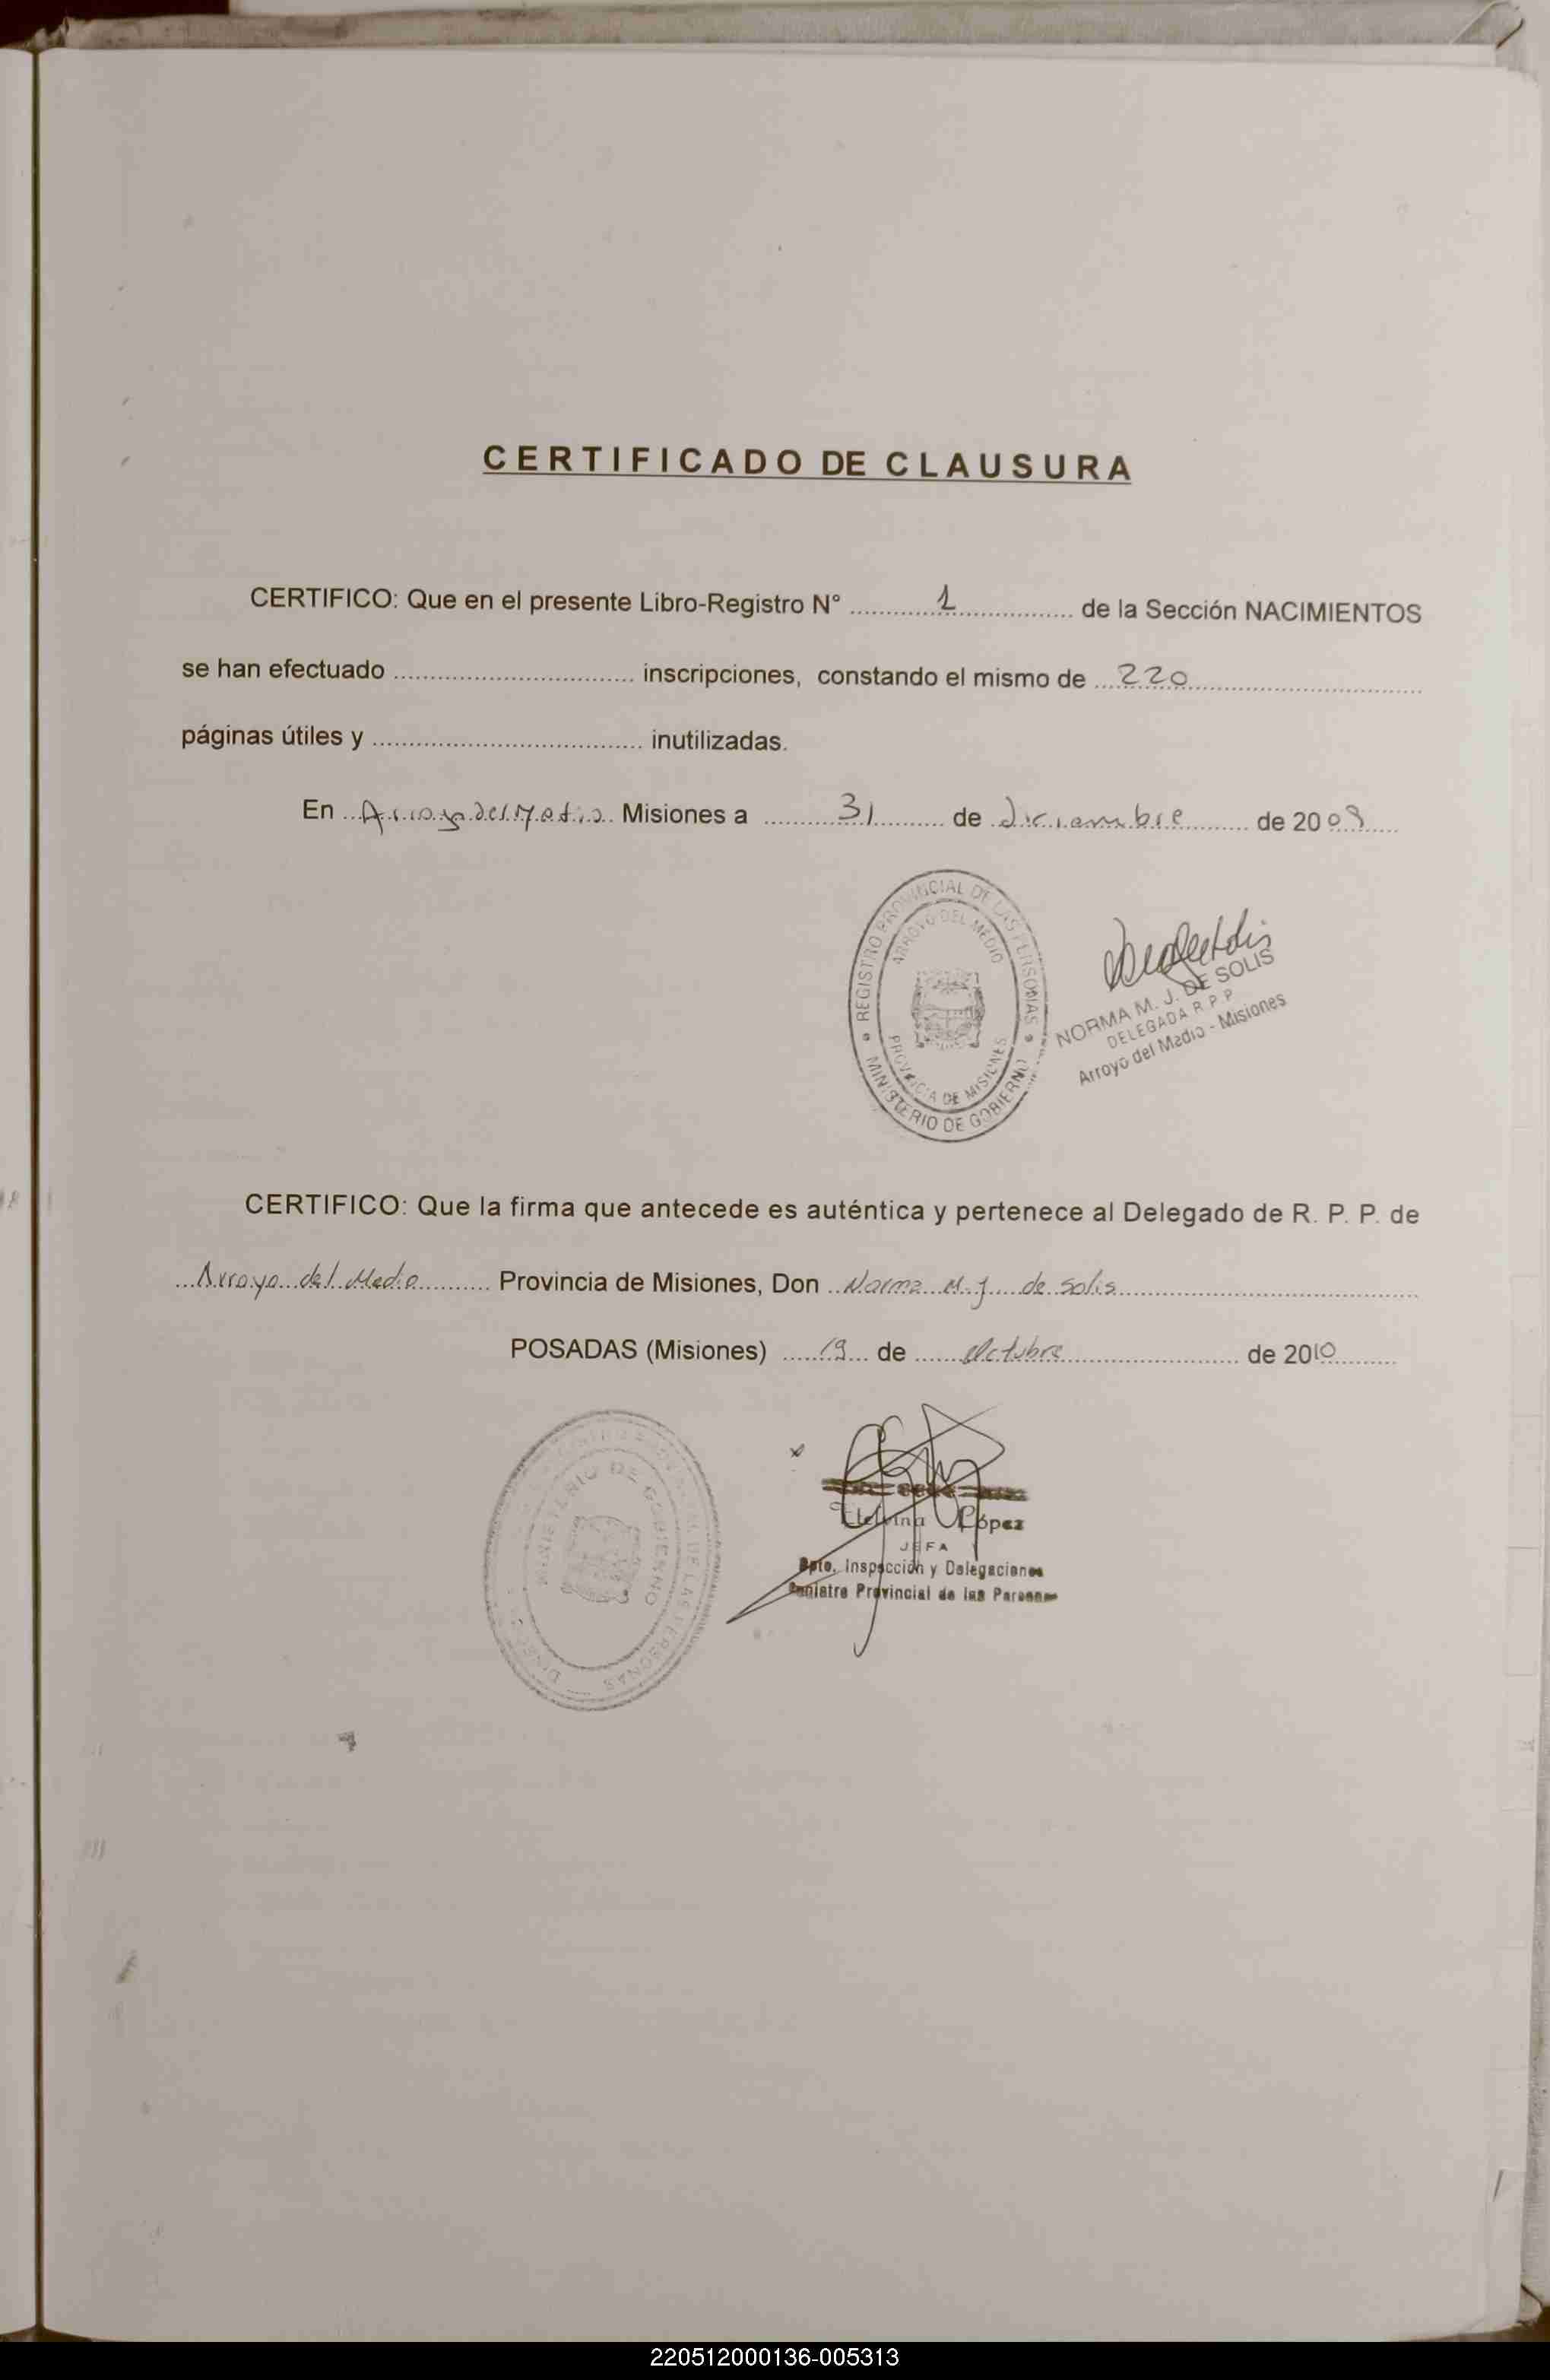 CERTIFICADO DE CLAUSURA
CERTIFICO: Que en el presente Libro-Registro N° ...1... de la Sección NACIMIENTOS
se han efectuado ........ inscripciones, constando el mismo de ...220...
páginas útiles y ........ inutilizadas.
En Arroyo del Medio Misiones a 31 de diciembre de 2009
REGISTRO PROVINCIAL DE LAS PERSONAS
ARROYO DEL MEDIO
PROVINCIA DE MISIONES
MINISTERIO DE GOBIERNO
NORMA M. J. DE SOLIS
DELEGADA R.P.P
Arroyo del Medio - Misiones
CERTIFICO: Que la firma que antecede es auténtica y pertenece al Delegado de R. P. P. de
Arroyo del Medio Provincia de Misiones, Don Norma M. J. de Solis
POSADAS (Misiones) 19 de Octubre de 2010
MINISTERIO DE GOBIERNO
DE LAS PERSONAS
López
JEFA
Dpto. Inspección y Delegaciones
Provincial de las Personas
220512000136-005313